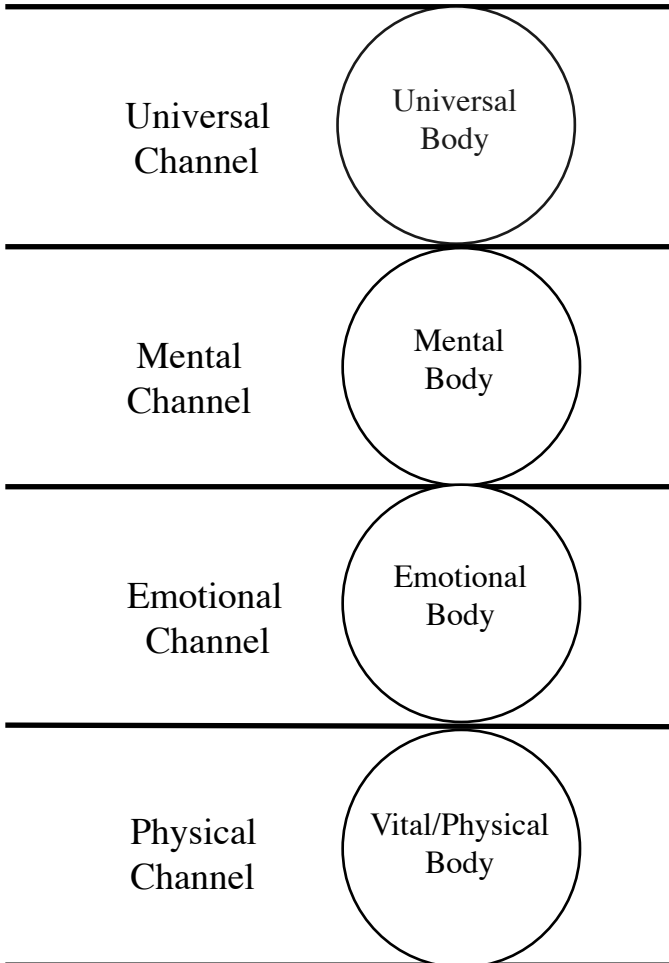 Universal
Channel
Universal
Body
Mental
Channel
Mental
Body
Emotional
Channel
Emotional
Body
Physical
Channel
Vital/Physical
Body